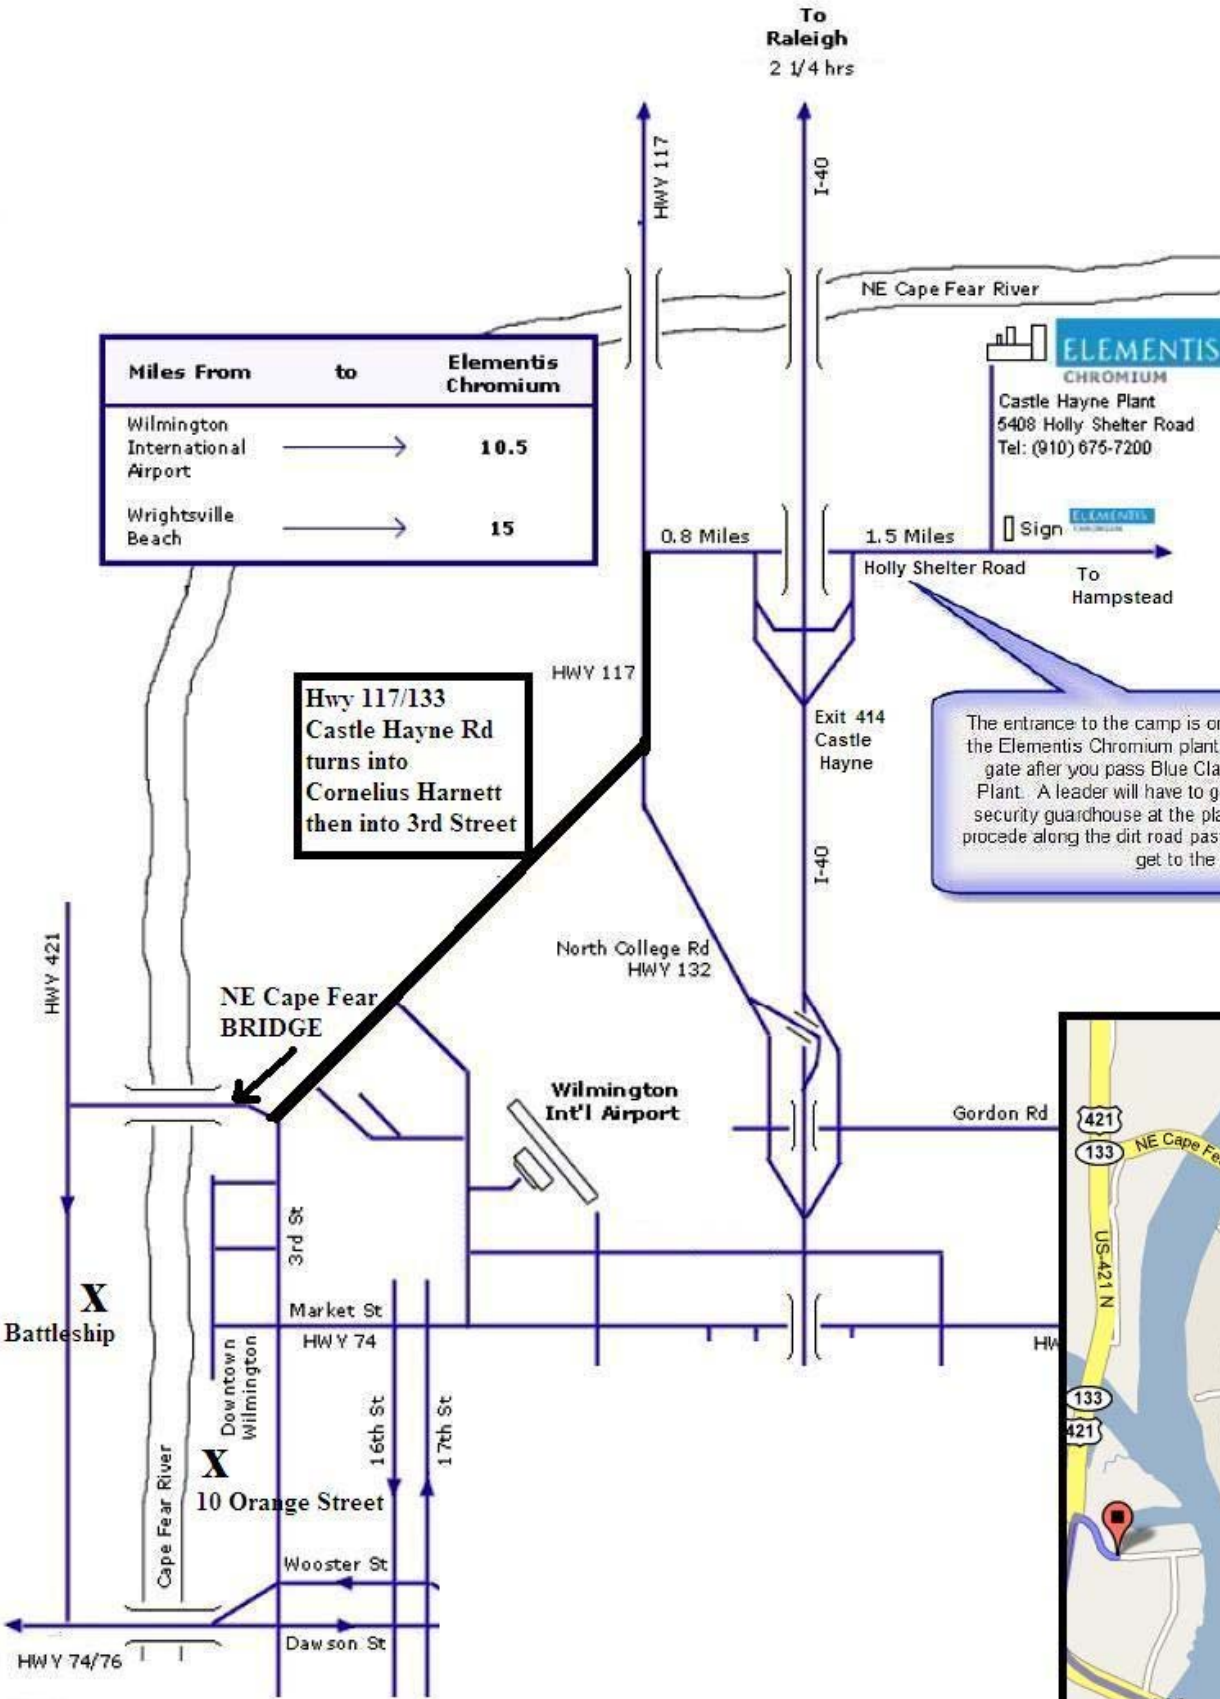 To
Raleigh
2 1/4 hrs
HWY 117
I-40
NE Cape Fear River
Miles From to Elementis
Chromium
Wilmington
International
Airport
10.5
Wrightsville
Beach
15
ELEMENTIS
CHROMIUM
Castle Hayne Plant
5408 Holly Shelter Road
Tel: (910) 675-7200
Sign
ELEMENTIS
0.8 Miles
1.5 Miles
Holly Shelter Road
To
Hampstead
HWY 117
Hwy 117/133
Castle Hayne Rd
turns into
Cornelius Harnett
then into 3rd Street
Exit 414
Castle
Hayne
The entrance to the camp is
the Elementis Chromium plant
gate after you pass Blue
Plant. A leader will have to
security guardhouse at the
procede along the dirt road
get to the
I-40
North College Rd
HWY 132
HWY 421
NE Cape Fear
BRIDGE
Wilmington
Int'l Airport
Gordon Rd
3rd St
X
Battleship
Market St
HWY 74
Downtown
Wilmington
16th St
17th St
X
10 Orange Street
Cape Fear River
Wooster St
Dawson St
HWY 74/76
421
133
NE Cape
US-421 N
133
421